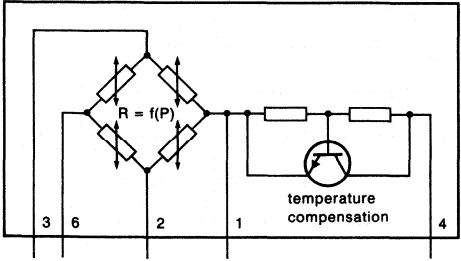 R = f(P)
temperature
compensation
3 6 2 1 4